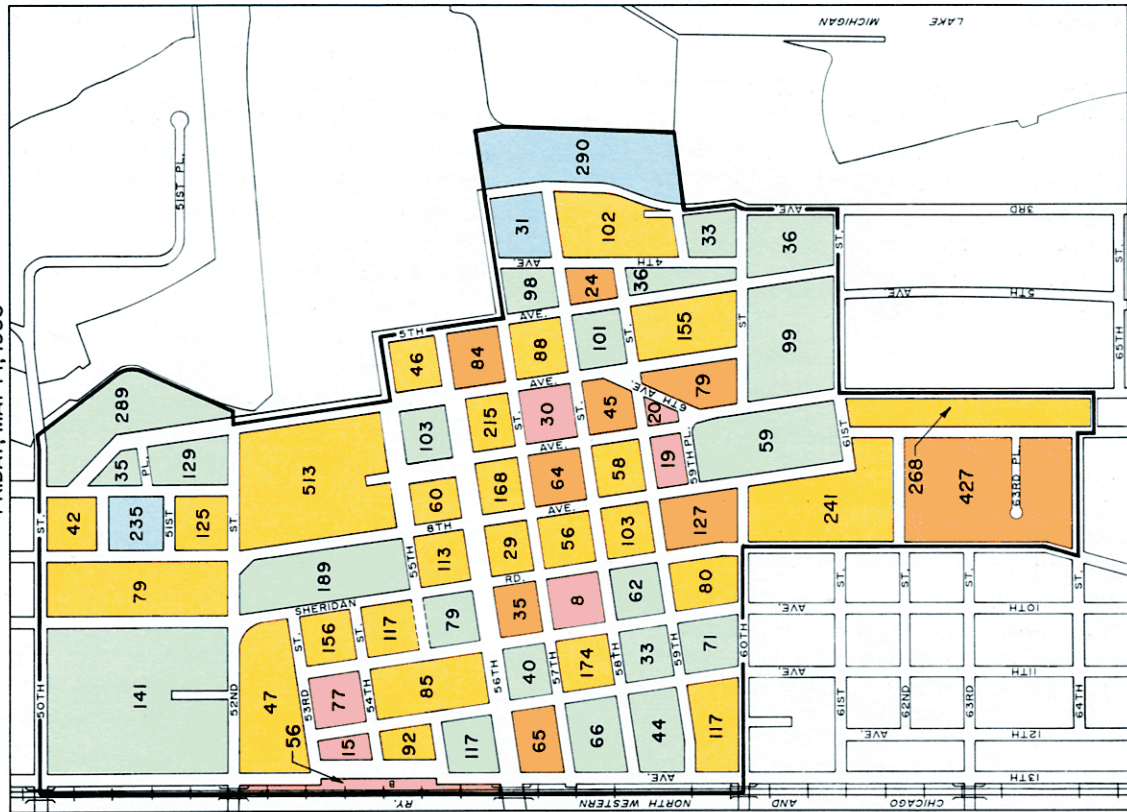 LAKE MICHIGAN
51ST PL.
289
35
PL.
129
50TH
ST.
42
235
51ST
125
ST.
79
141
52ND
513
5TH
AVE.
46
84
88
103
215
30
ST.
60
168
64
AVE.
8TH
189
55TH
113
29
56
AVE.
SHERIDAN
RD.
156
117
79
35
8
ST.
ST.
47
53RD
77
54TH
85
56TH
40
57TH
174
58TH
33
59TH
71
60TH
56
15
92
117
65
66
44
117
AVE.
B
290
31
102
33
36
AVE.
3RD
AVE.
4TH
98
24
36
ST.
5TH
AVE.
ST.
65TH
101
ST.
155
ST.
99
AVE.
ST.
45
6TH AVE.
79
20
19
59TH PL.
59
61ST
58
103
127
62
80
241
268
427
63RD PL.
ST.
AVE.
10TH
ST.
ST.
ST.
AVE.
11TH
61ST
62ND
63RD
64TH
AVE.
12TH
13TH
CHICAGO AND NORTH WESTERN RY.